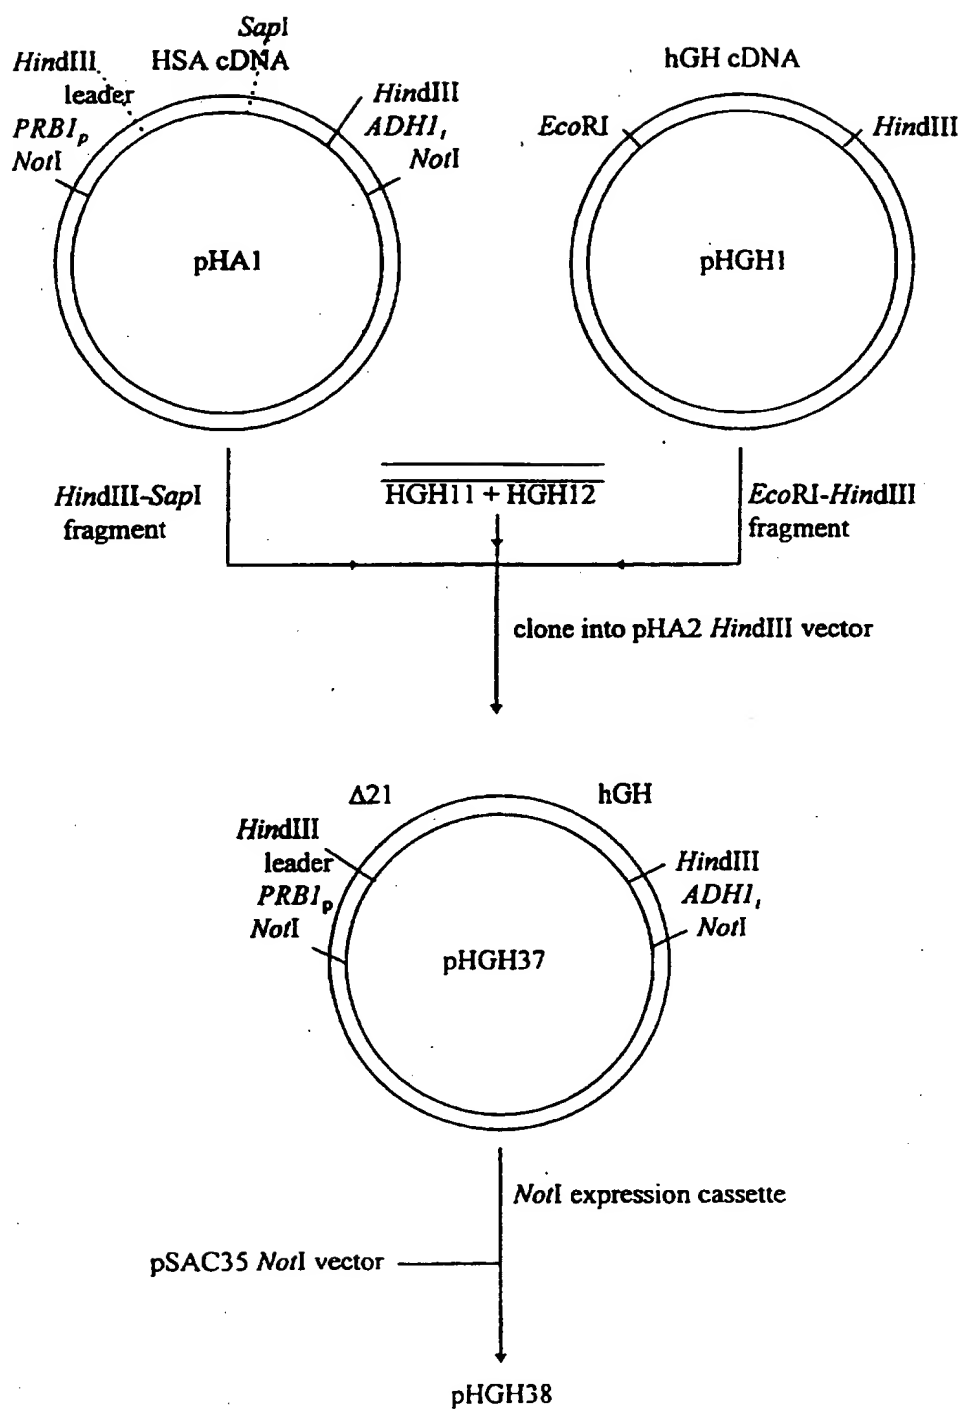 SapI
HindIII HSA cDNA
leader
PRB1p
NotI
HindIII
ADH1t
NotI
pHA1
hGH cDNA
EcoRI
HindIII
pHGH1
HindIII-SapI
fragment
HGH11 + HGH12
EcoRI-HindIII
fragment
clone into pHA2 HindIII vector
Δ21
hGH
HindIII
leader
PRB1p
NotI
HindIII
ADH1t
NotI
pHGH37
NotI expression cassette
pSAC35 NotI vector
pHGH38